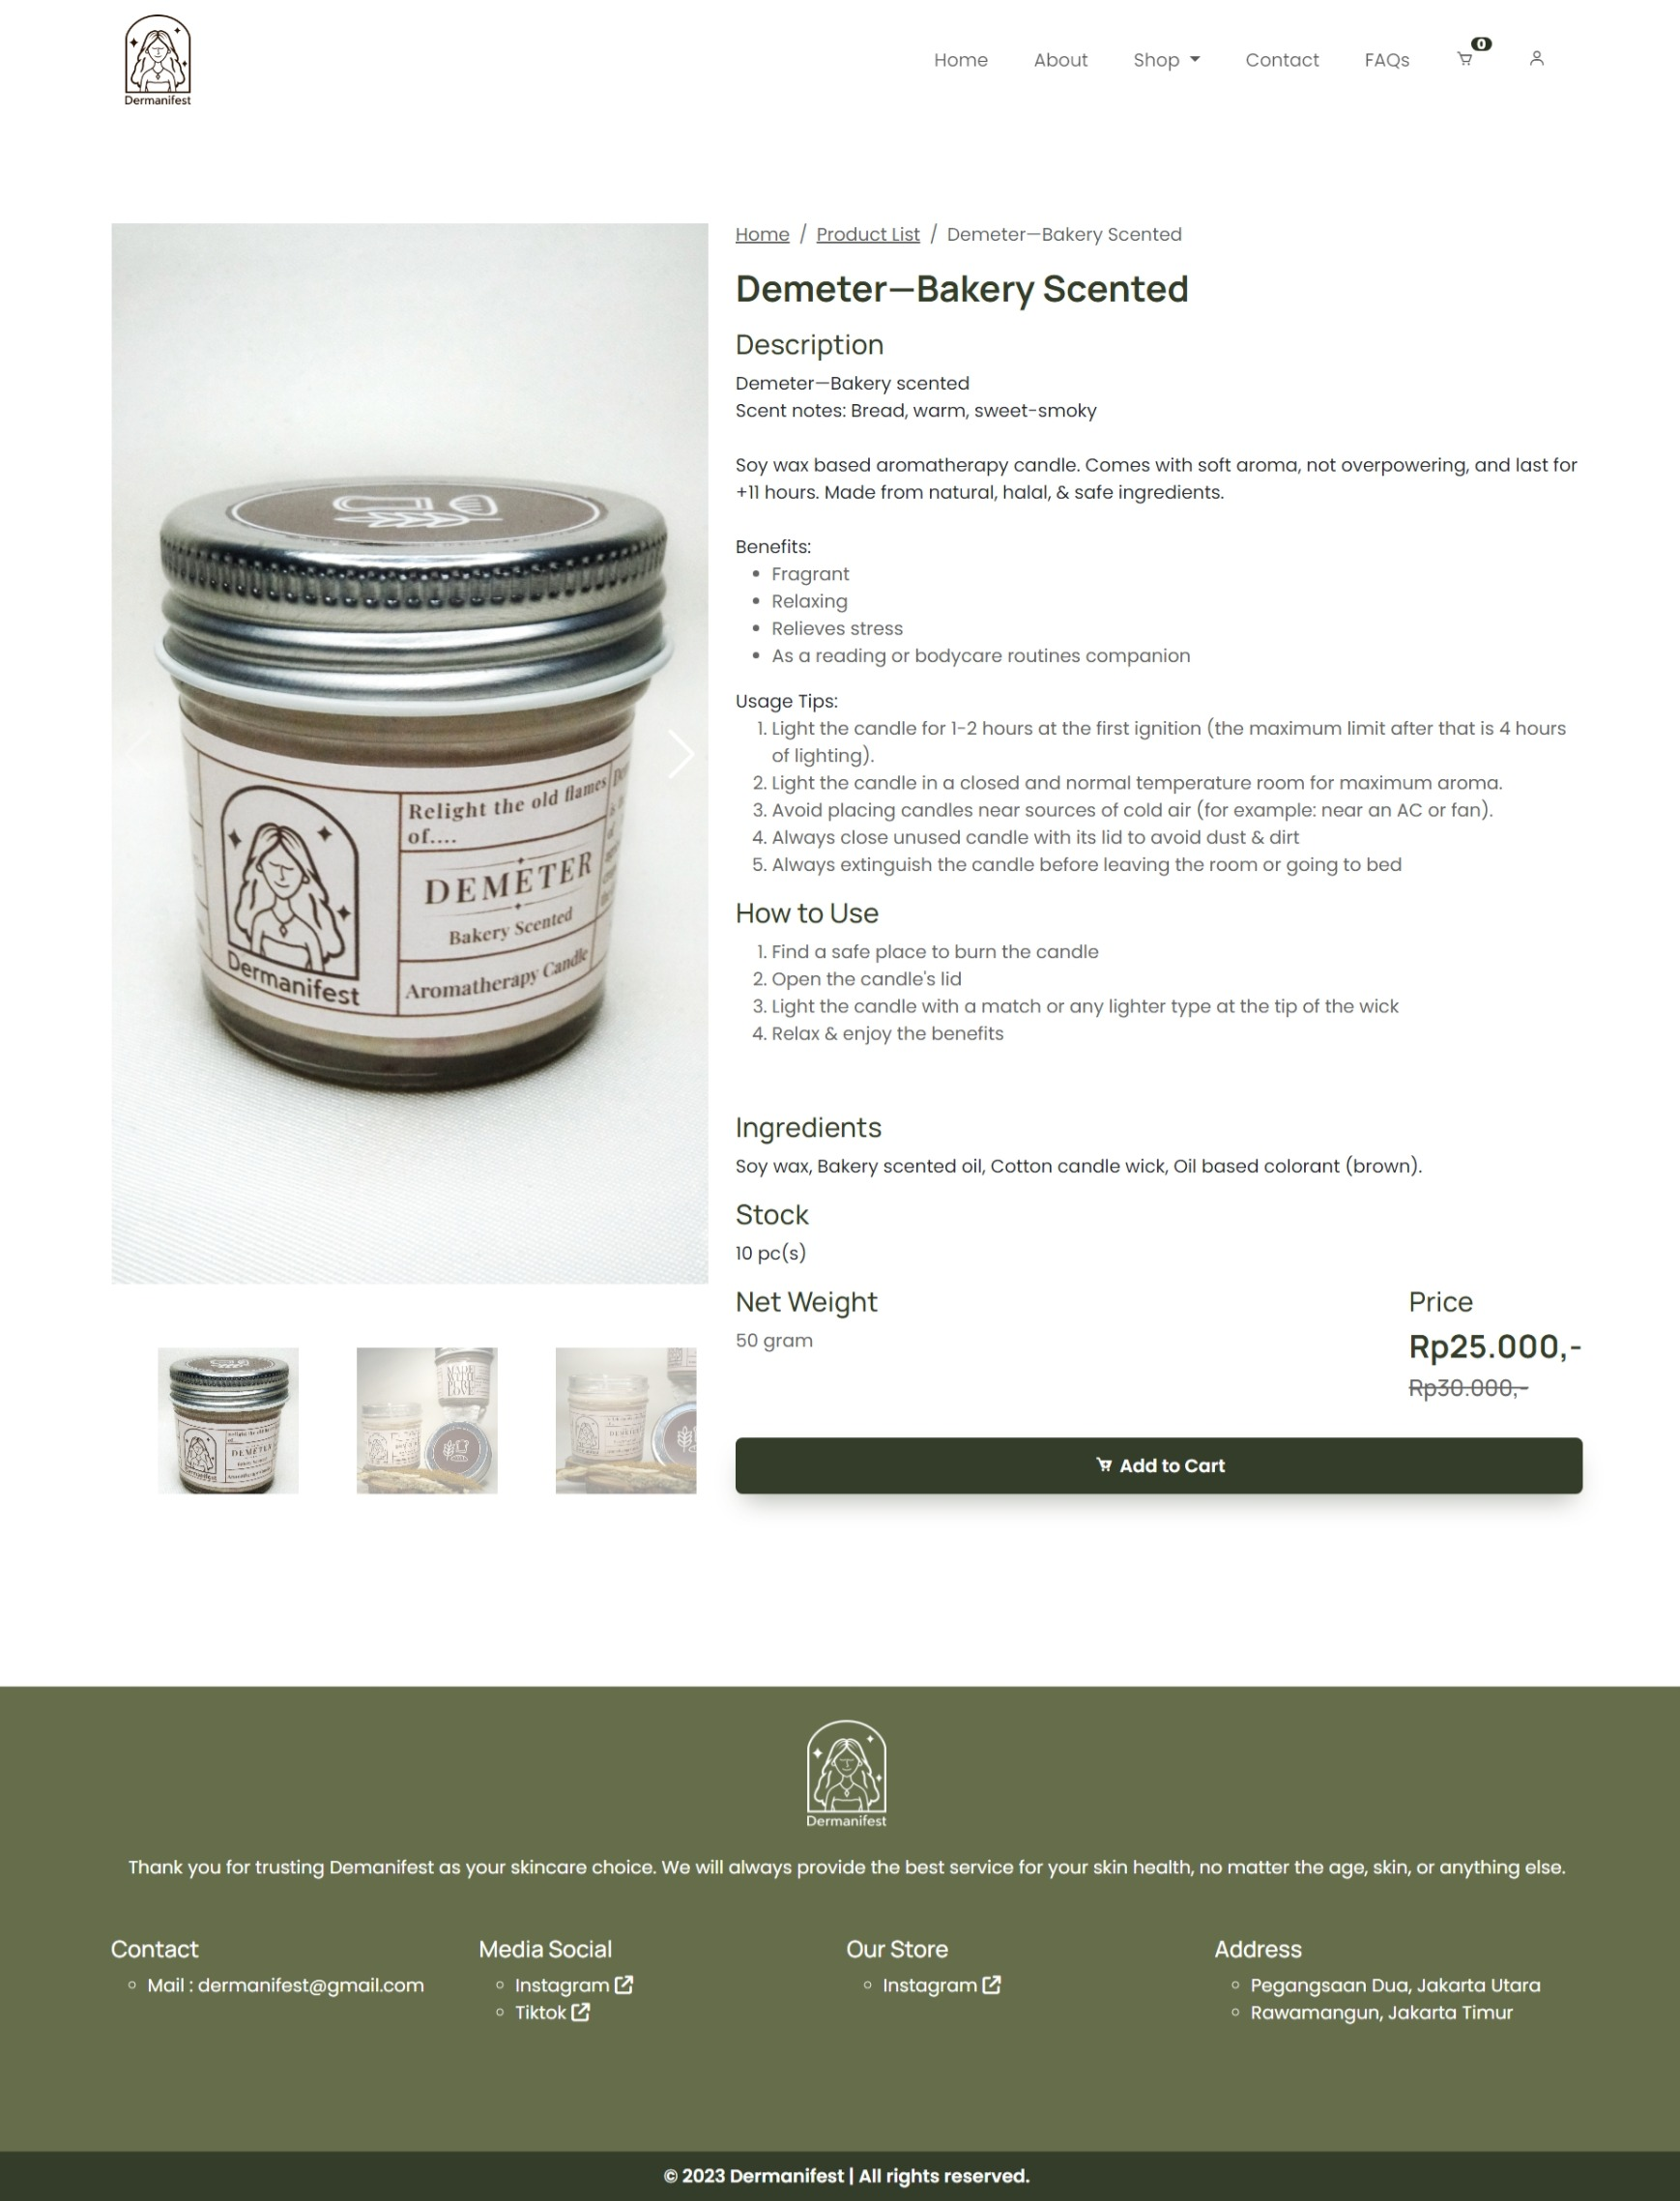 Dermanifest
Home
About
Shop
Contact
FAQs
0
Home / Product List / Demeter—Bakery Scented
Demeter—Bakery Scented
Description
Demeter—Bakery scented
Scent notes: Bread, warm, sweet-smoky
Soy wax based aromatherapy candle. Comes with soft aroma, not overpowering, and last for
+11 hours. Made from natural, halal, & safe ingredients.
Benefits:
• Fragrant
• Relaxing
• Relieves stress
• As a reading or bodycare routines companion
Usage Tips:
1. Light the candle for 1-2 hours at the first ignition (the maximum limit after that is 4 hours
of lighting).
2. Light the candle in a closed and normal temperature room for maximum aroma.
3. Avoid placing candles near sources of cold air (for example: near an AC or fan).
4. Always close unused candle with its lid to avoid dust & dirt
5. Always extinguish the candle before leaving the room or going to bed
How to Use
1. Find a safe place to burn the candle
2. Open the candle's lid
3. Light the candle with a match or any lighter type at the tip of the wick
4. Relax & enjoy the benefits
Ingredients
Soy wax, Bakery scented oil, Cotton candle wick, Oil based colorant (brown).
Stock
10 pc(s)
Net Weight
50 gram
Price
Rp25.000,-
Rp30.000,-
Add to Cart
Relight the old flames
of....
DEMETER
Bakery Scented
Aromatherapy Candle
Dermanifest
DEMETER
MADE
WITH
PURE
LOVE
Dermanifest
Thank you for trusting Demanifest as your skincare choice. We will always provide the best service for your skin health, no matter the age, skin, or anything else.
Contact
Mail : dermanifest@gmail.com
Media Social
Instagram
Tiktok
Our Store
Instagram
Address
Pegangsaan Dua, Jakarta Utara
Rawamangun, Jakarta Timur
© 2023 Dermanifest | All rights reserved.